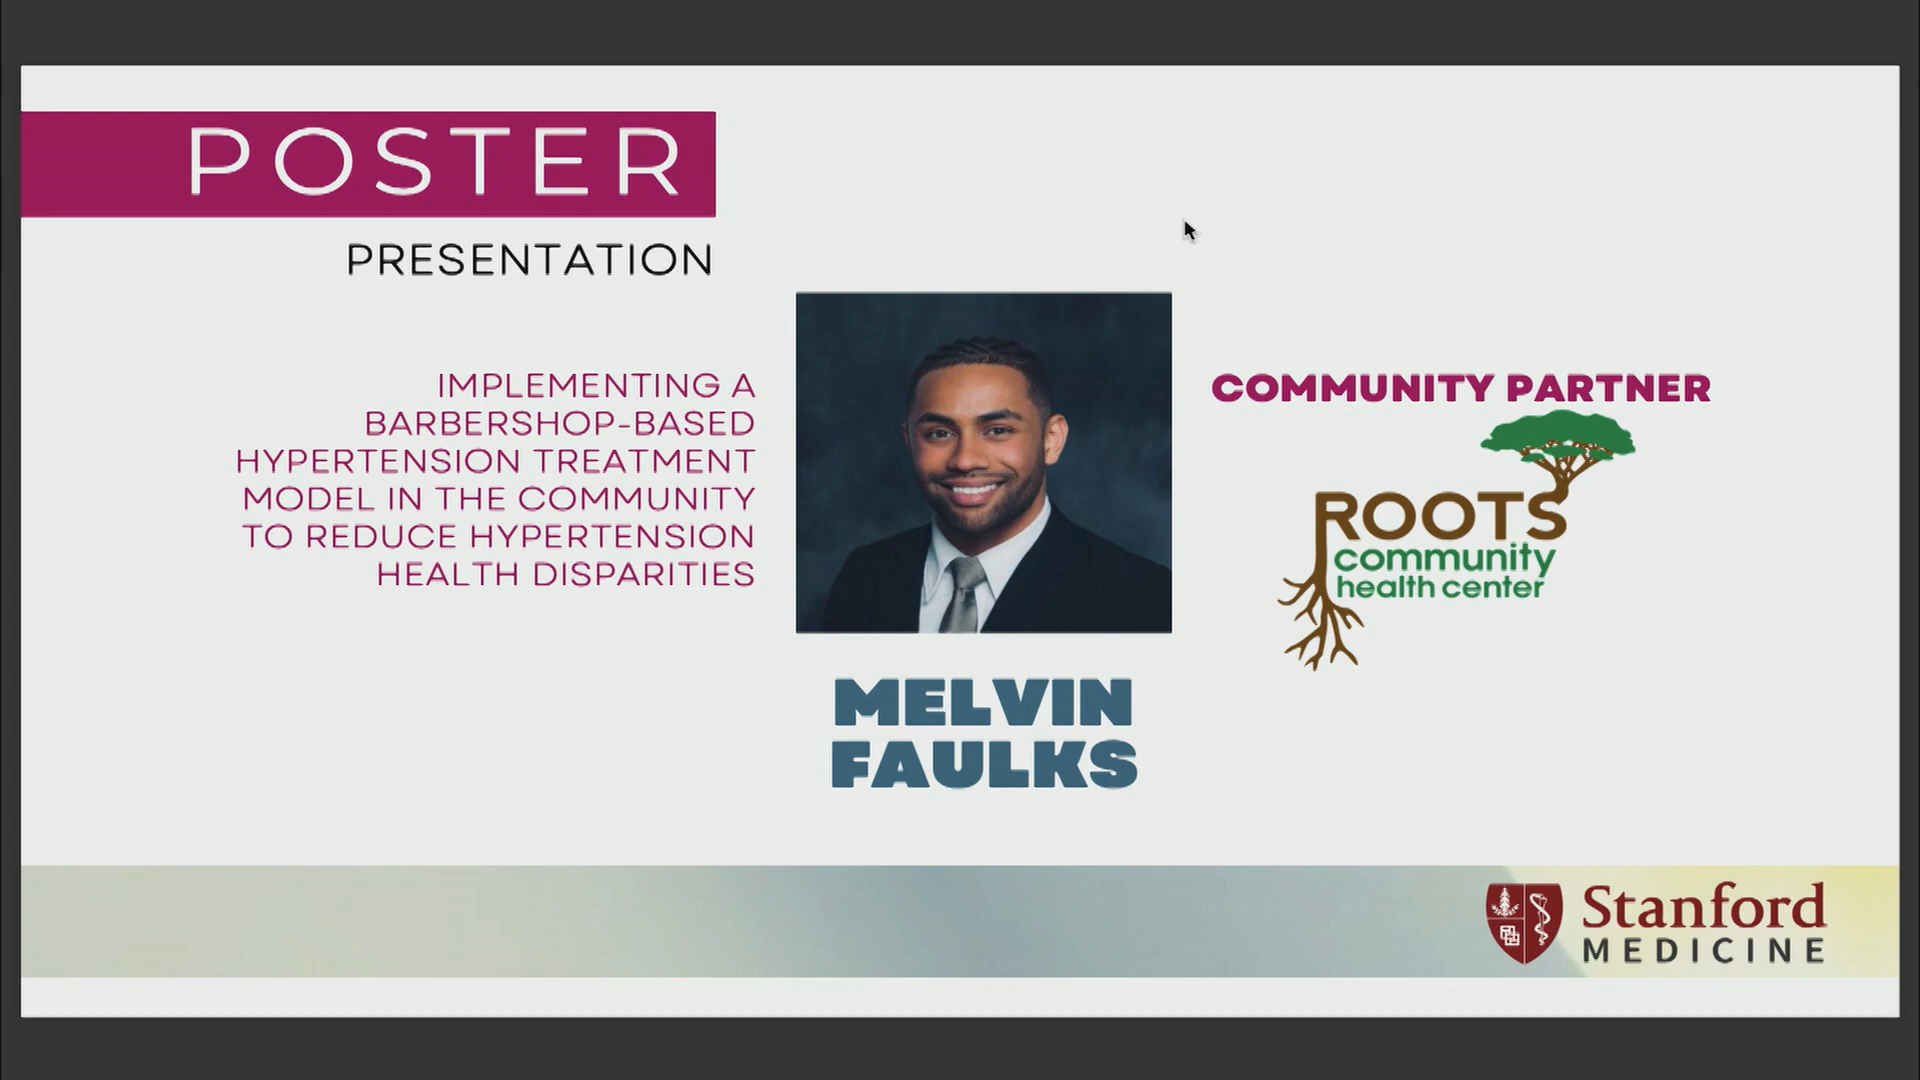 POSTER
PRESENTATION
IMPLEMENTING A
BARBERSHOP-BASED
HYPERTENSION TREATMENT
MODEL IN THE COMMUNITY
TO REDUCE HYPERTENSION
HEALTH DISPARITIES
MELVIN
FAULKS
COMMUNITY PARTNER
ROOTS
community
health center
Stanford
MEDICINE